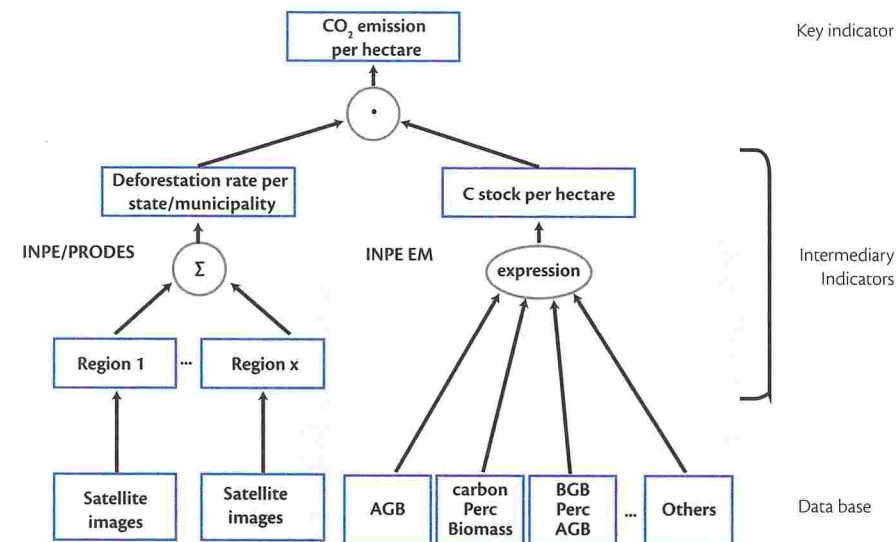 CO₂ emission
per hectare
Key indicator
·
Deforestation rate per
state/municipality
C stock per hectare
INPE/PRODES
Σ
INPE EM
expression
Intermediary
Indicators
Region 1
...
Region x
Satellite
images
Satellite
images
AGB
carbon
Perc
Biomass
BGB
Perc
AGB
...
Others
Data base